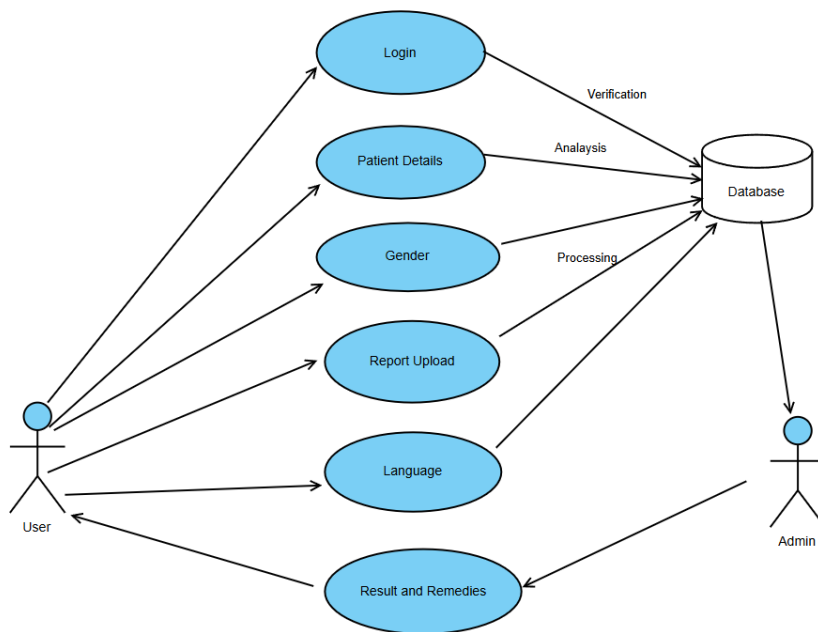 Login
Verification
Patient Details
Analaysis
Database
Gender
Processing
Report Upload
Language
User
Admin
Result and Remedies